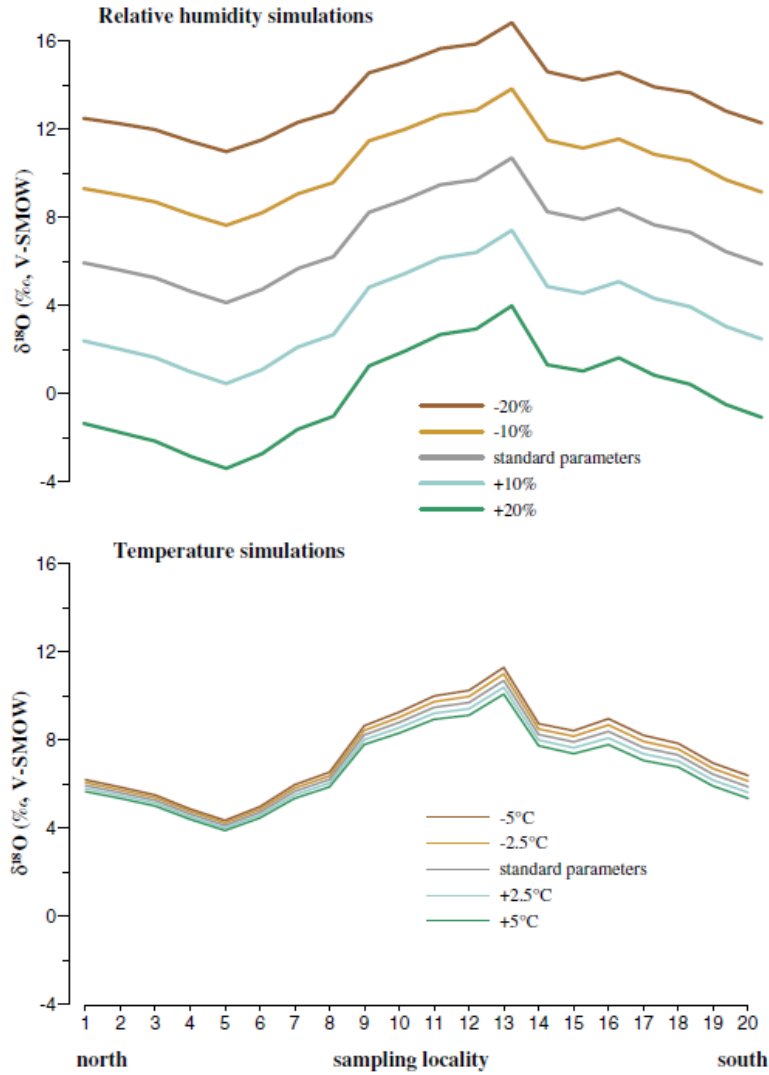 Relative humidity simulations
16
12
8
4
0
-4
δ¹⁸O (‰, V-SMOW)
-20%
-10%
standard parameters
+10%
+20%
Temperature simulations
16
12
8
4
0
-4
δ¹⁸O (‰, V-SMOW)
-5°C
-2.5°C
standard parameters
+2.5°C
+5°C
1 2 3 4 5 6 7 8 9 10 11 12 13 14 15 16 17 18 19 20
north sampling locality south